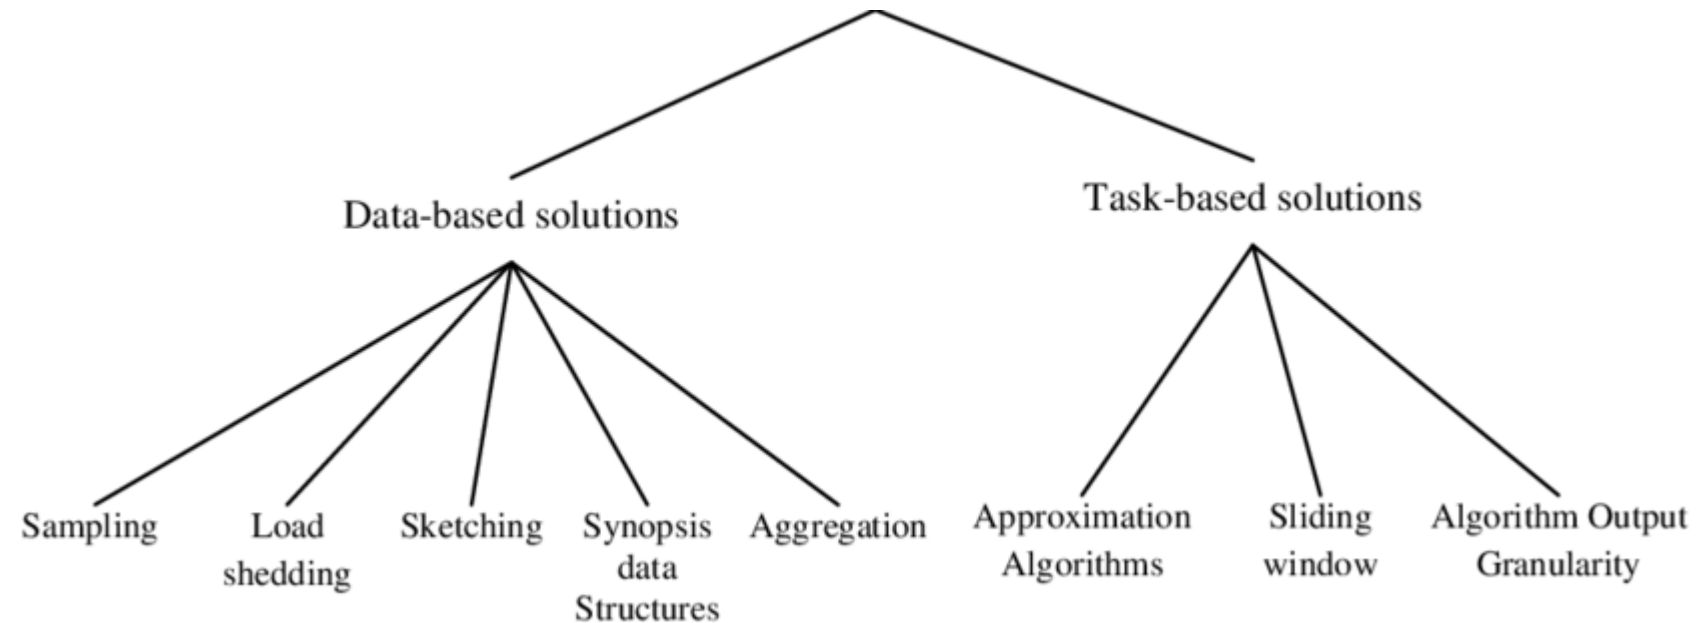 Data-based solutions
Task-based solutions
Sampling
Load
shedding
Sketching
Synopsis
data
Structures
Aggregation
Approximation
Algorithms
Sliding
window
Algorithm Output
Granularity